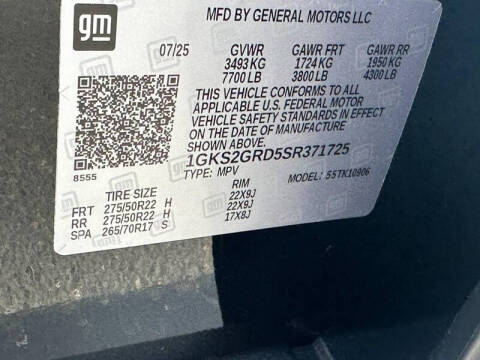 gm
MFD BY GENERAL MOTORS LLC
07/25 GVWR GAWR FRT GAWR RR
3493 KG 1724 KG 1950 KG
7700 LB 3800 LB 4300 LB
THIS VEHICLE CONFORMS TO ALL
APPLICABLE U.S. FEDERAL MOTOR
VEHICLE SAFETY STANDARDS IN
EFFECT ON THE DATE OF MANUFACTURE
SHOWN ABOVE.
1GKS2GRD5SR371725
8555
TYPE: MPV MODEL: 55TK10906
TIRE SIZE RIM
FRT 275/50R22 H 22X9J
RR 275/50R22 H 22X9J
SPA 265/70R17 S 17X8J